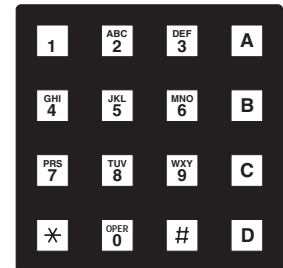 ABC DEF
1 2 3 A
GHI JKL MNO
4 5 6 B
PRS TUV WXY
7 8 9 C
OPER
* 0 # D